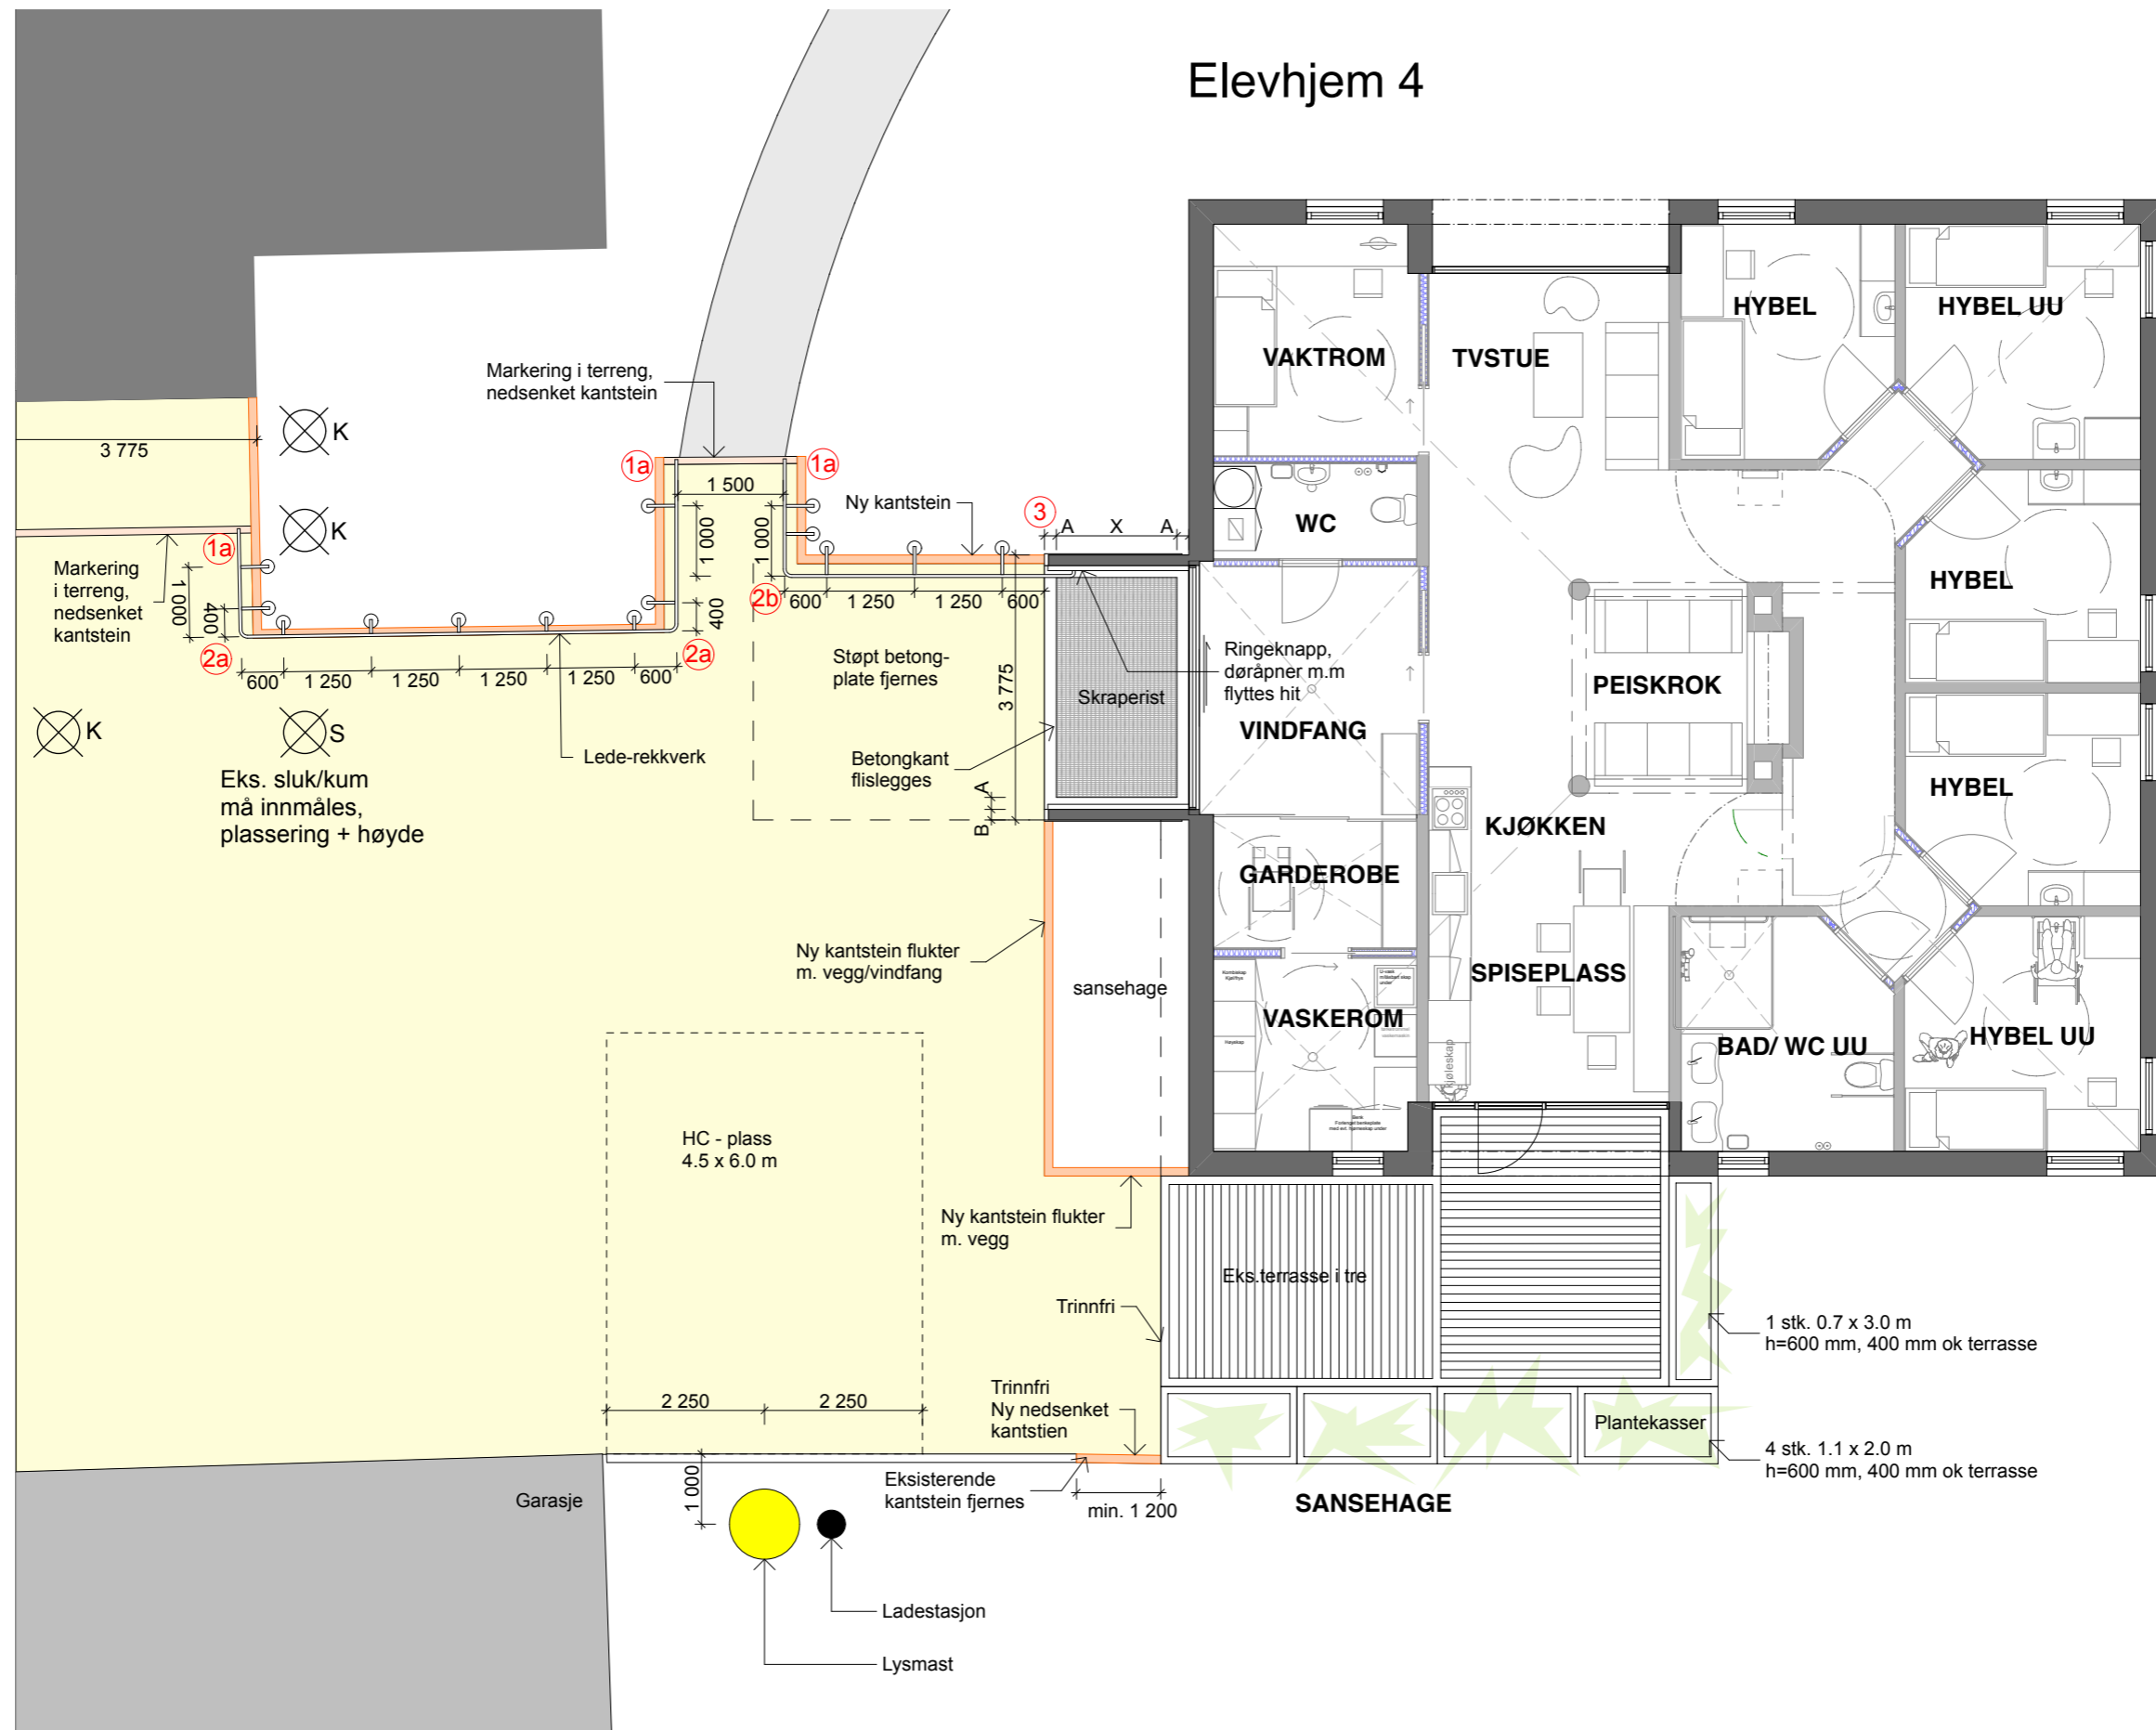 Elevhjem 4
Markering i terreng,
nedsenket kantstein
3 775
K
K
1a
1a
1a
1 500
1 000
1 000
Ny kantstein
3
A
X
A
Markering
i terreng,
nedsenket
kantstein
1 000
400
400
2a
2a
2b
600
1 250
1 250
1 250
1 250
600
600
1 250
1 250
600
Støpt betong-
plate fjernes
3 775
Skraperist
Ringeknapp,
døråpner m.m
flyttes hit
K
S
Lede-rekkverk
Betongkant
flislegges
A
B
Eks. sluk/kum
må innmåles,
plassering + høyde
Ny kantstein flukter
m. vegg/vindfang
sansehage
HC - plass
4.5 x 6.0 m
Ny kantstein flukter
m. vegg
Trinnfri
Eks.terrasse i tre
2 250
2 250
Trinnfri
Ny nedsenket
kantstien
Plantekasser
1 stk. 0.7 x 3.0 m
h=600 mm, 400 mm ok terrasse
4 stk. 1.1 x 2.0 m
h=600 mm, 400 mm ok terrasse
1 000
Garasje
Eksisterende
kantstein fjernes
min. 1 200
SANSEHAGE
Ladestasjon
Lysmast
VAKTROM
TVSTUE
HYBEL
HYBEL UU
WC
HYBEL
PEISKROK
VINDFANG
HYBEL
KJØKKEN
GARDEROBE
SPISEPLASS
VASKEROM
BAD/ WC UU
HYBEL UU
kjøleskap
Høyskap
Benk